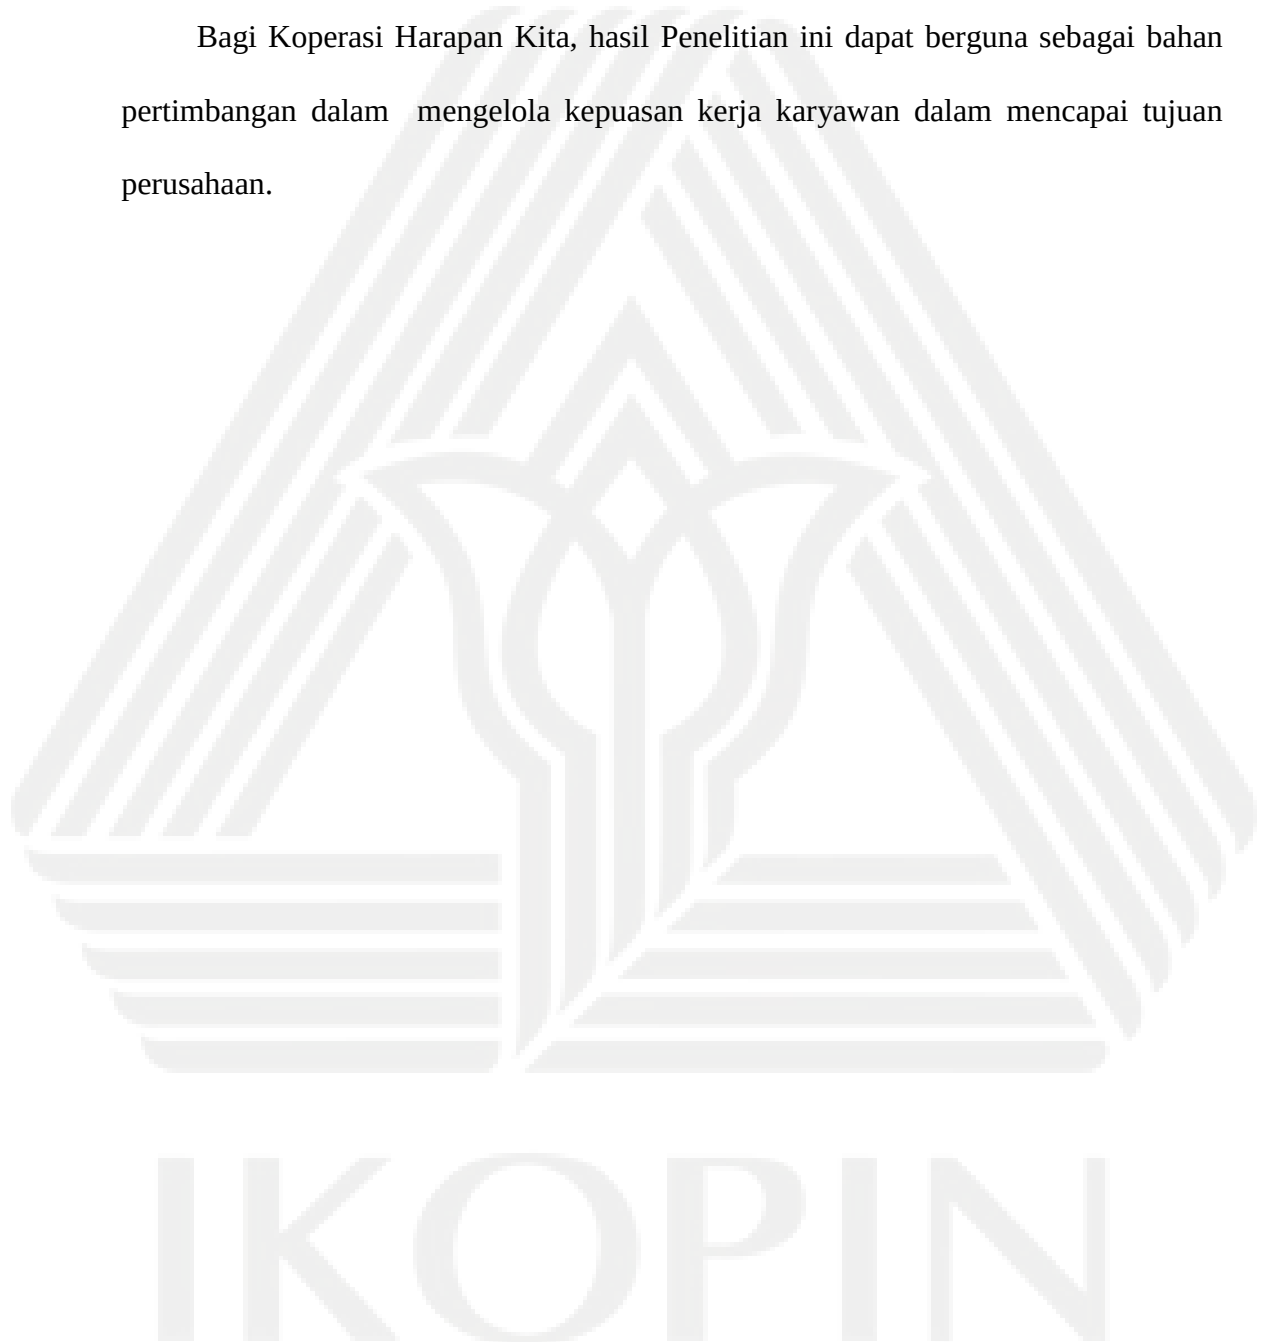 Bagi Koperasi Harapan Kita, hasil Penelitian ini dapat berguna sebagai bahan
pertimbangan dalam  mengelola kepuasan kerja karyawan dalam mencapai tujuan
perusahaan.
IKOPIN